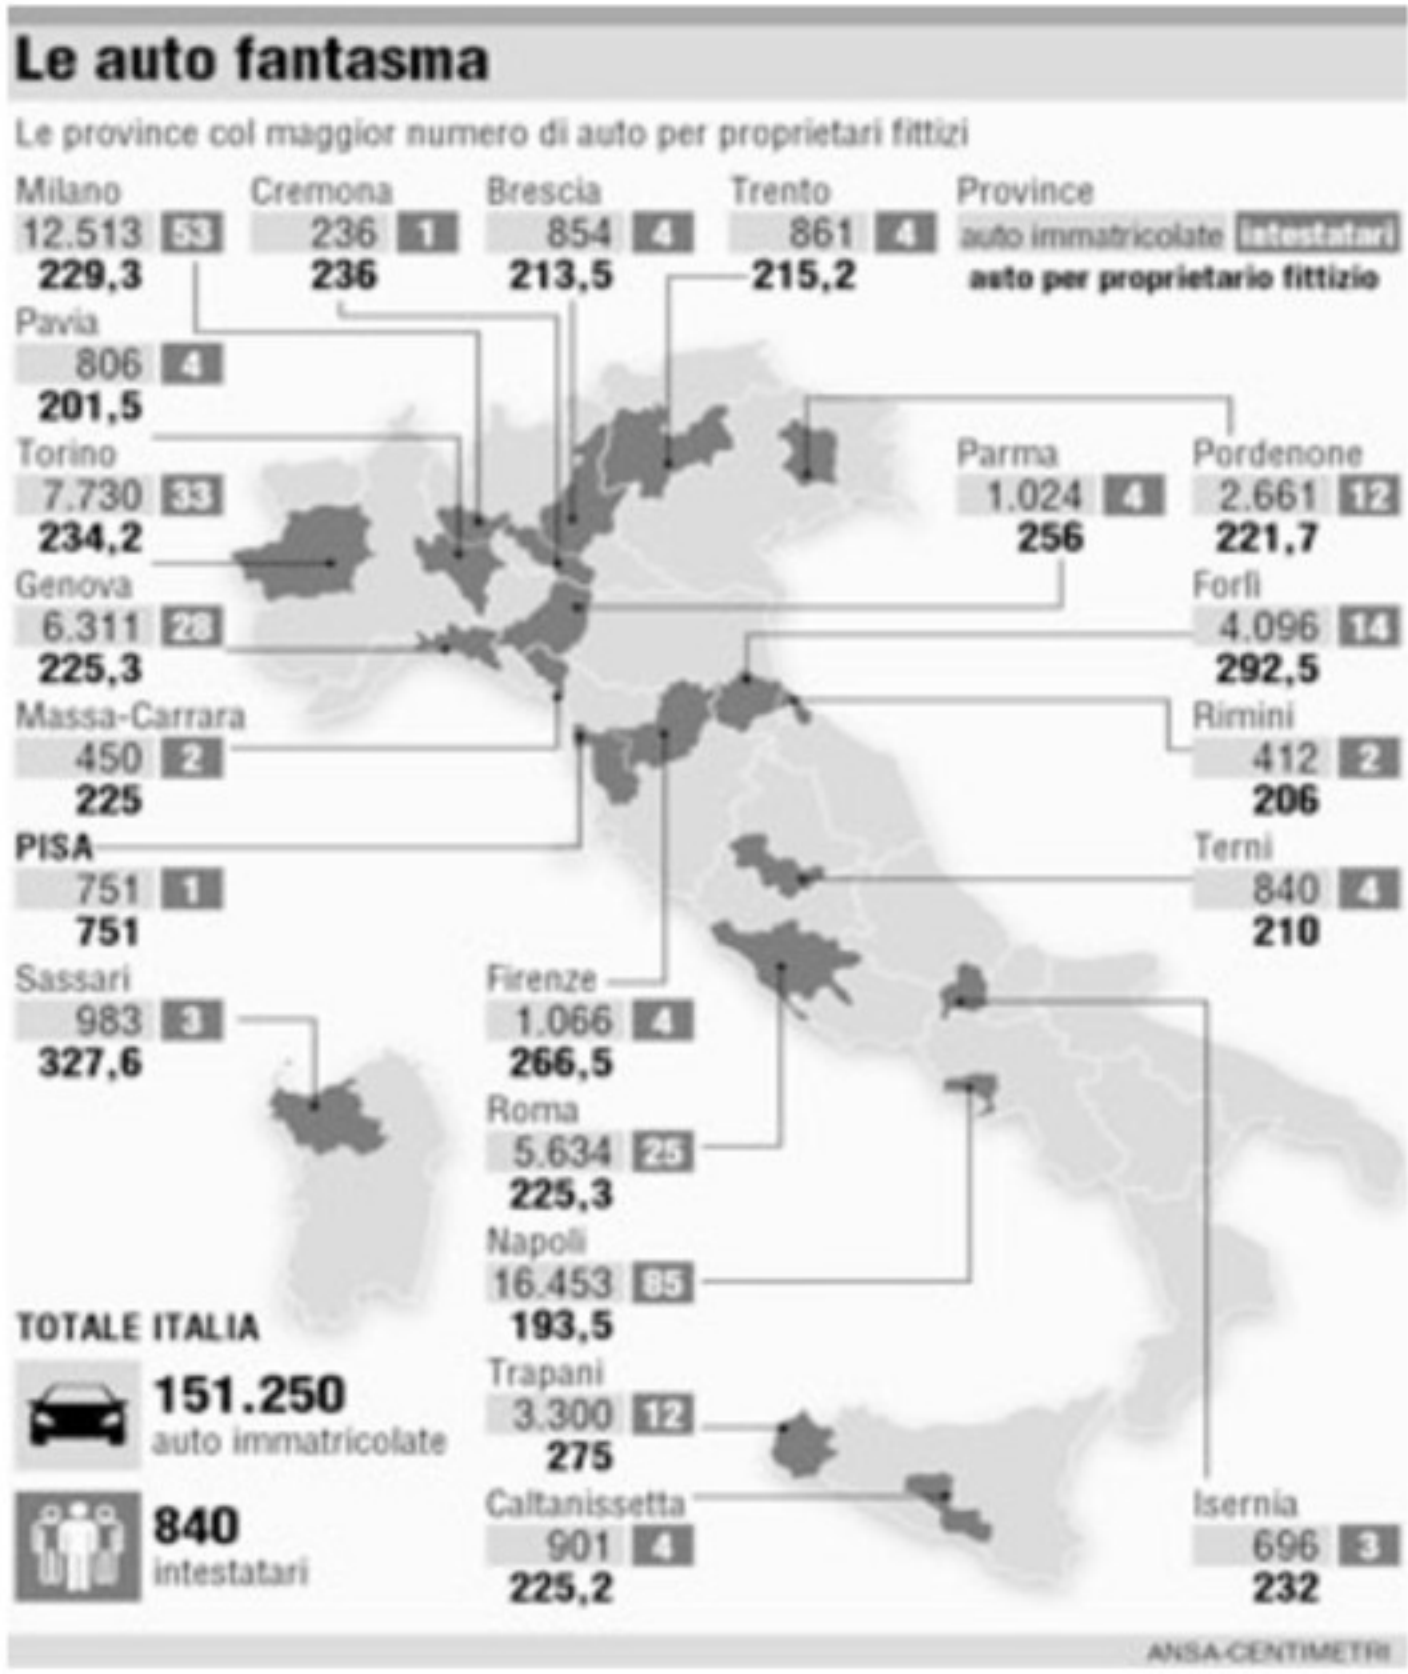 Le auto fantasma
Le province col maggior numero di auto per proprietari fittizi
Milano
12.513 53
229,3
Cremona
236 1
236
Brescia
854 4
213,5
Trento
861 4
215,2
Province
auto immatricolate intestatari
auto per proprietario fittizio
Pavia
806 4
201,5
Torino
7.730 33
234,2
Genova
6.311 28
225,3
Massa-Carrara
450 2
225
PISA
751 1
751
Sassari
983 3
327,6
Parma
1.024 4
256
Pordenone
2.661 12
221,7
Forlì
4.096 14
292,5
Rimini
412 2
206
Terni
840 4
210
Firenze
1.066 4
266,5
Roma
5.634 25
225,3
Napoli
16.453 85
193,5
Trapani
3.300 12
275
Caltanissetta
901 4
225,2
Isernia
696 3
232
TOTALE ITALIA
151.250
auto immatricolate
840
intestatari
ANSA-CENTIMETRI